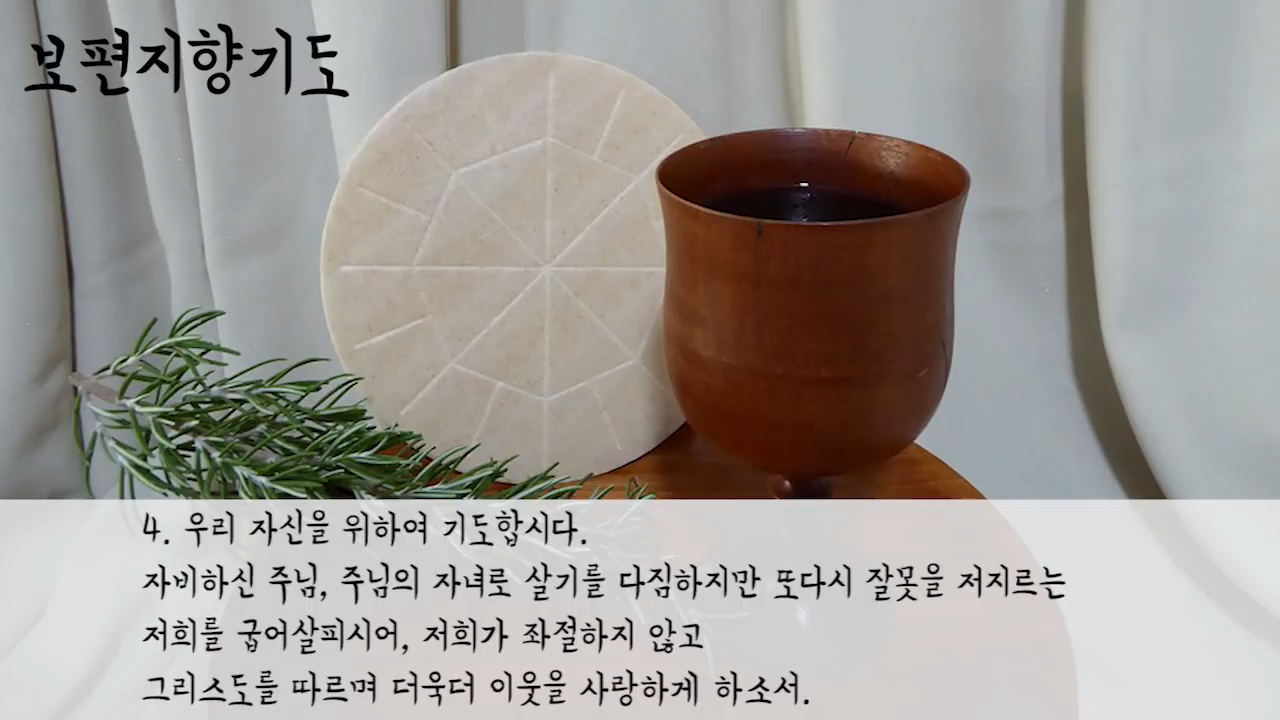 보편지향기도
4. 우리 자신을 위하여 기도합시다.
자비하신 주님, 주님의 자녀로 살기를 다짐하지만 또다시 잘못을 저지르는
저희를 굽어살피시어, 저희가 좌절하지 않고
그리스도를 따르며 더욱더 이웃을 사랑하게 하소서.